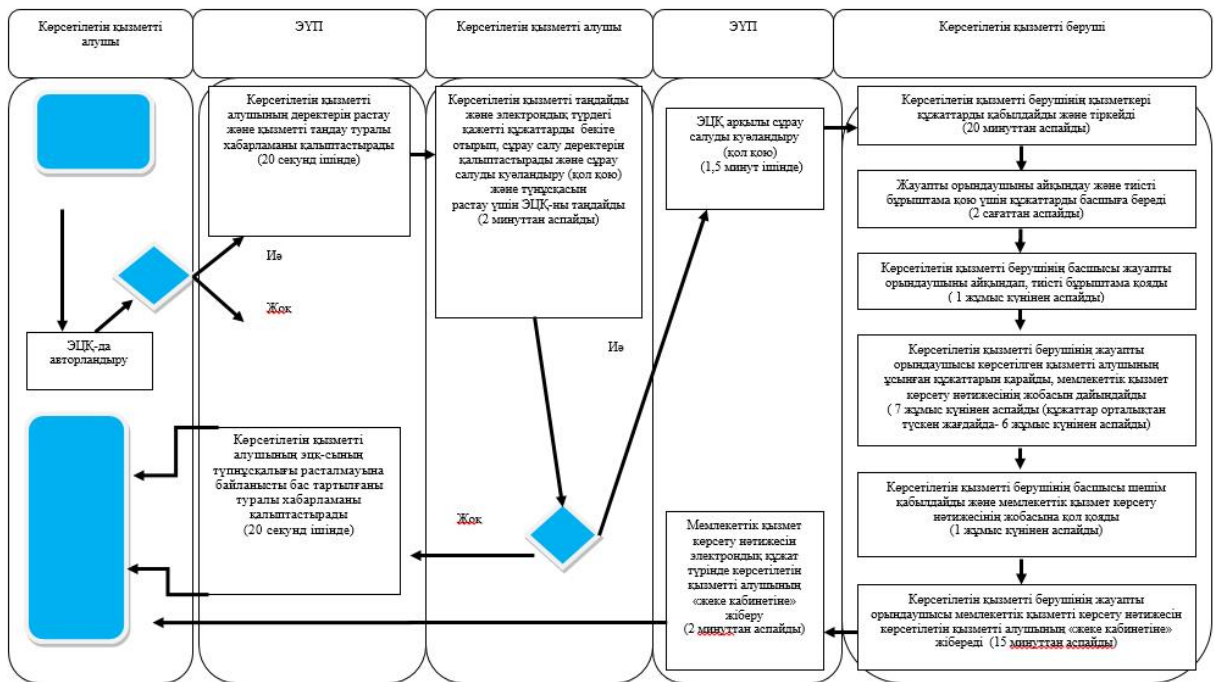 Көрсетілетін қызметті
алушы
ЭҮП
Көрсетілетін қызметті алушы
ЭҮП
Көрсетілетін қызметті беруші
ЭЦҚ-да
авторландыру
Көрсетілетін қызметті
алушының деректерін растау
және қызметті таңдау туралы
хабарламаны қалыптастырады
(20 секунд ішінде)
Иә
Жоқ
Көрсетілетін қызметті
алушының эцк-сының
түпнұсқалығы расталмауына
байланысты бас тартылғаны
туралы хабарламаны
қалыптастырады
(20 секунд ішінде)
Көрсетілетін қызметті таңдайды
және электрондық түрдегі
қажетті құжаттарды бекіте
отырып, сұрау салу деректерін
қалыптастырады және сұрау
салуды куәландыру (қол қою)
және түпнұсқасын
растау үшін ЭЦҚ-ны таңдайды
(2 минуттан аспайды)
Иә
Жоқ
ЭЦҚ арқылы сұрау
салуды куәландыру
(қол қою)
(1,5 минут ішінде)
Мемлекеттік қызмет
көрсету нәтижесін
электрондық құжат
түрінде көрсетілетін
қызметті алушының
«жеке кабинетіне»
жіберу
(2 минуттан аспайды)
Көрсетілетін қызметті берушінің қызметкері
құжаттарды қабылдайды және тіркейді
(20 минуттан аспайды)
Жауапты орындаушыны айқындау және тиісті
бұрыштама қою үшін құжаттарды басшыға береді
(2 сағаттан аспайды)
Көрсетілетін қызметті берушінің басшысы жауапты
орындаушыны айқындап, тиісті бұрыштама қояды
( 1 жұмыс күнінен аспайды)
Көрсетілетін қызметті берушінің жауапты
орындаушысы көрсетілген қызметті алушының
ұсынған құжаттарын қарайды, мемлекеттік қызмет
көрсету нәтижесінің жобасын дайындайды
( 7 жұмыс күнінен аспайды (құжаттар орталықтан
түскен жағдайда- 6 жұмыс күнінен аспайды)
Көрсетілетін қызметті берушінің басшысы шешім
қабылдайды және мемлекеттік қызмет көрсету
нәтижесінің жобасына қол қояды
(1 жұмыс күнінен аспайды)
Көрсетілетін қызметті берушінің жауапты
орындаушысы мемлекеттік қызметті көрсету нәтижесін
көрсетілетін қызметті алушының «жеке кабинетіне»
жібереді (15 минуттан аспайды)